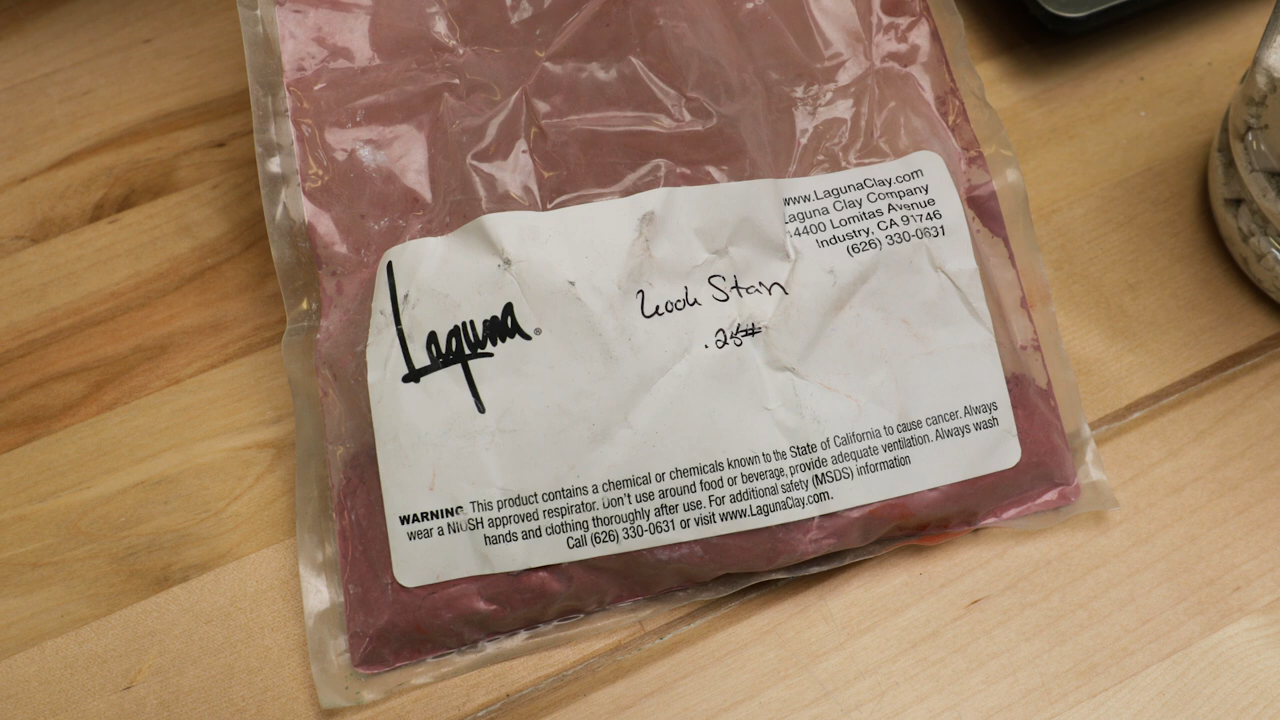 www.LagunaClay.com
Laguna Clay Company
14400 Lomitas Avenue
Industry, CA 91746
(626) 330-0631
Laguna®
Stain
.25#
WARNING: This product contains a chemical or chemicals known to the State of California to cause cancer. Always
wear a NIOSH approved respirator. Don't use around food or beverage, provide adequate ventilation. Always wash
hands and clothing thoroughly after use. For additional safety (MSDS) information
Call (626) 330-0631 or visit www.LagunaClay.com.